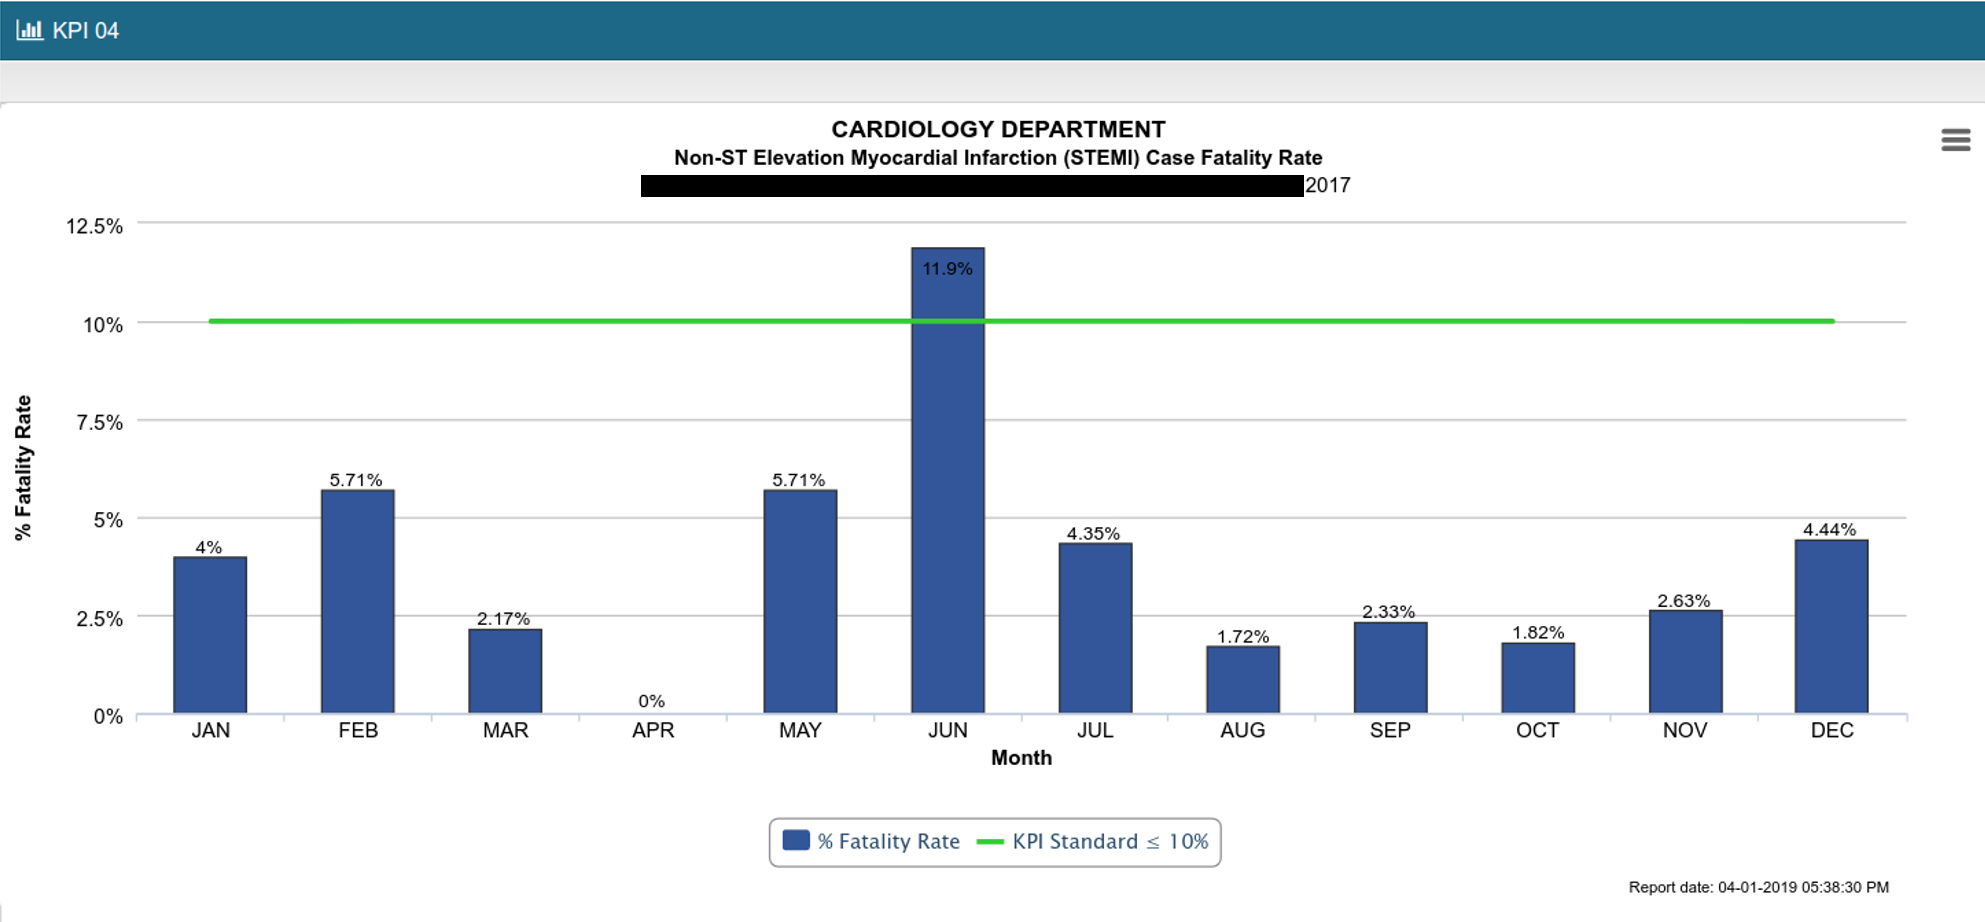 KPI 04
CARDIOLOGY DEPARTMENT
Non-ST Elevation Myocardial Infarction (STEMI) Case Fatality Rate
2017
12.5%
10%
7.5%
5%
2.5%
0%
% Fatality Rate
4%
5.71%
2.17%
0%
5.71%
11.9%
4.35%
1.72%
2.33%
1.82%
2.63%
4.44%
JAN FEB MAR APR MAY JUN JUL AUG SEP OCT NOV DEC
Month
% Fatality Rate KPI Standard ≤ 10%
Report date: 04-01-2019 05:38:30 PM